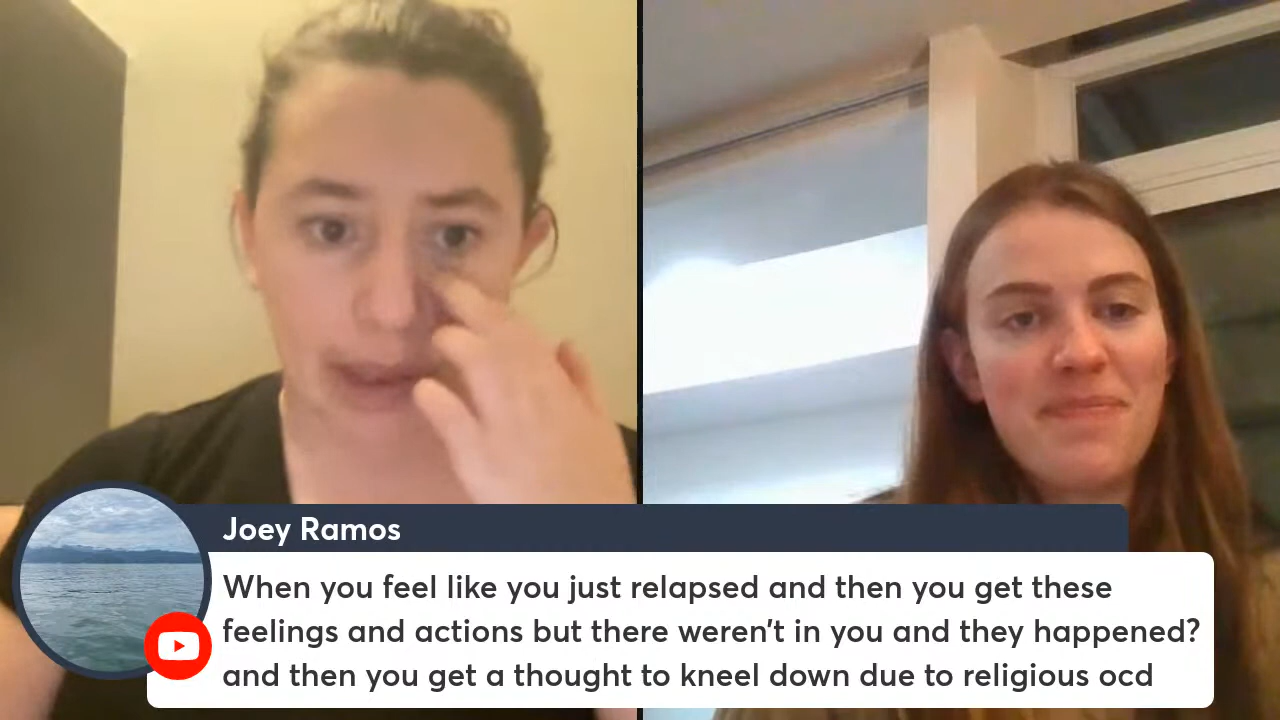 Joey Ramos
When you feel like you just relapsed and then you get these
feelings and actions but there weren't in you and they happened?
and then you get a thought to kneel down due to religious ocd